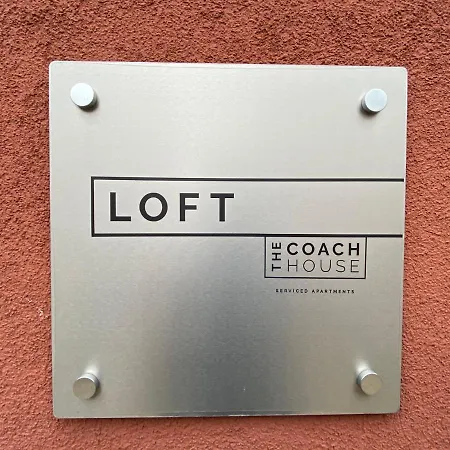 LOFT
THE COACH
HOUSE
SERVICED APARTMENTS